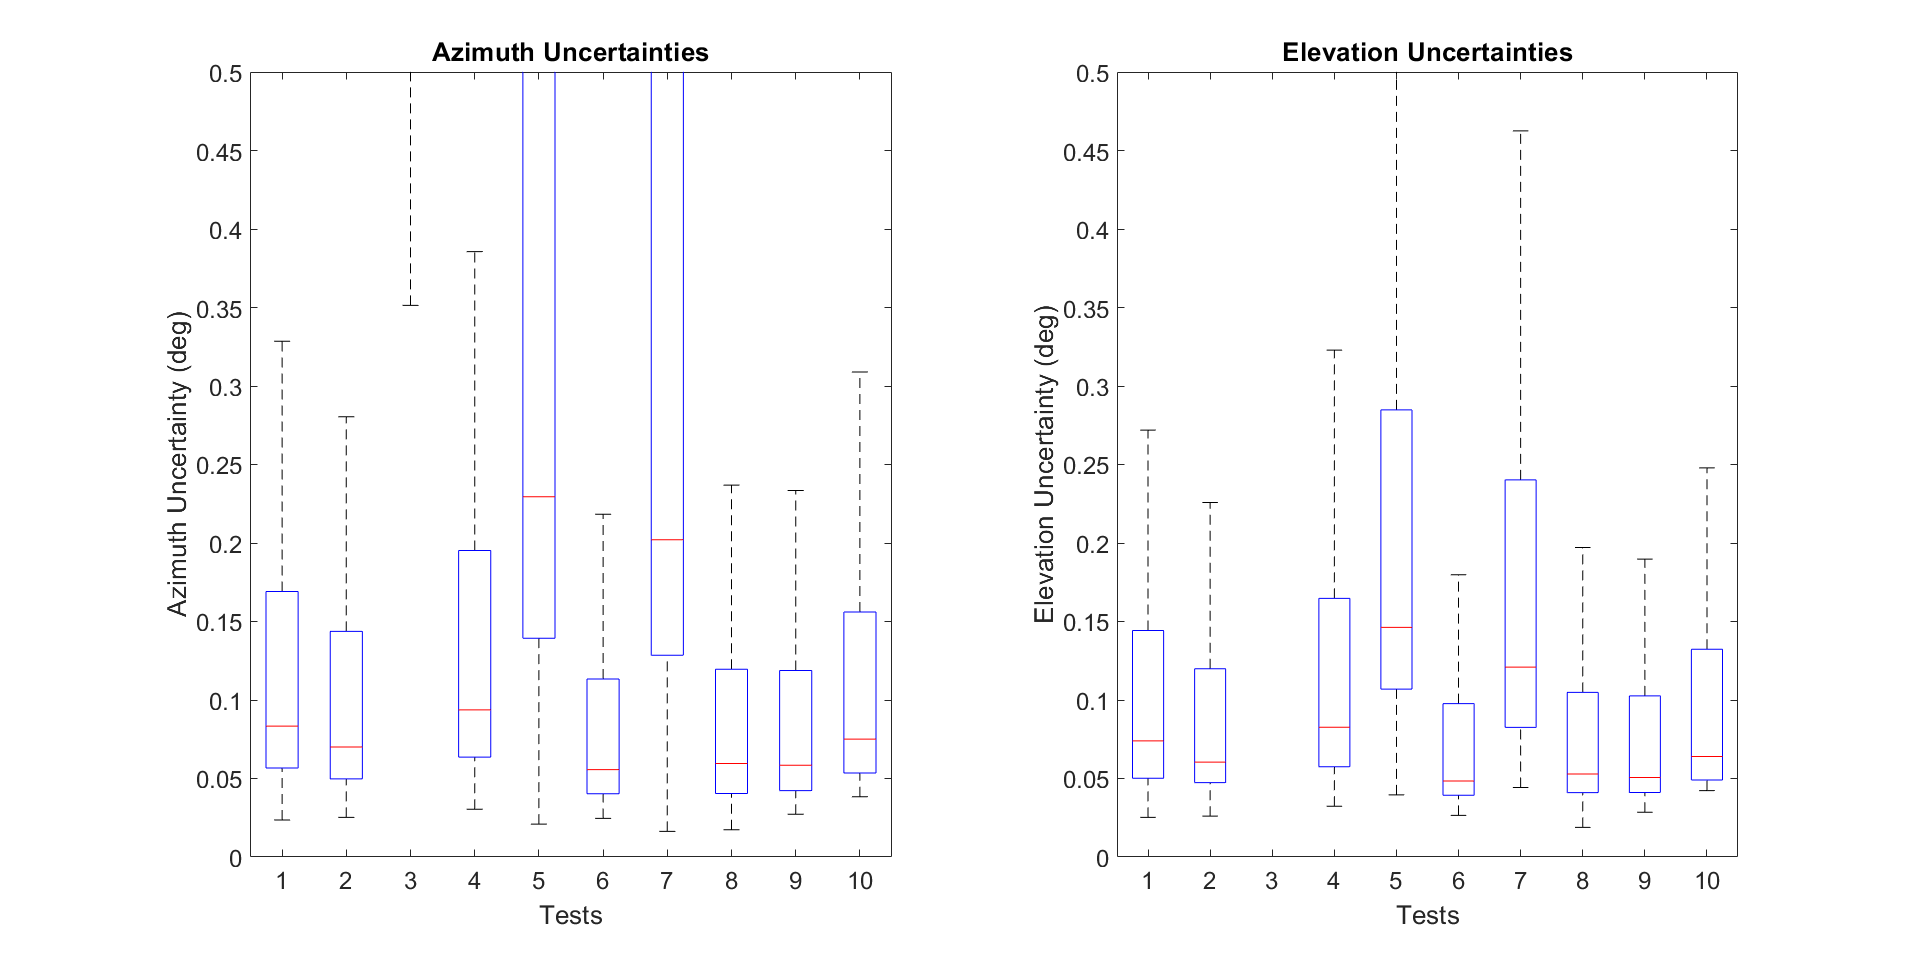 Azimuth Uncertainties
0.5
0.45
0.4
0.35
0.3
0.25
0.2
0.15
0.1
0.05
0
Azimuth Uncertainty (deg)
1 2 3 4 5 6 7 8 9 10
Tests
Elevation Uncertainties
0.5
0.45
0.4
0.35
0.3
0.25
0.2
0.15
0.1
0.05
0
Elevation Uncertainty (deg)
1 2 3 4 5 6 7 8 9 10
Tests